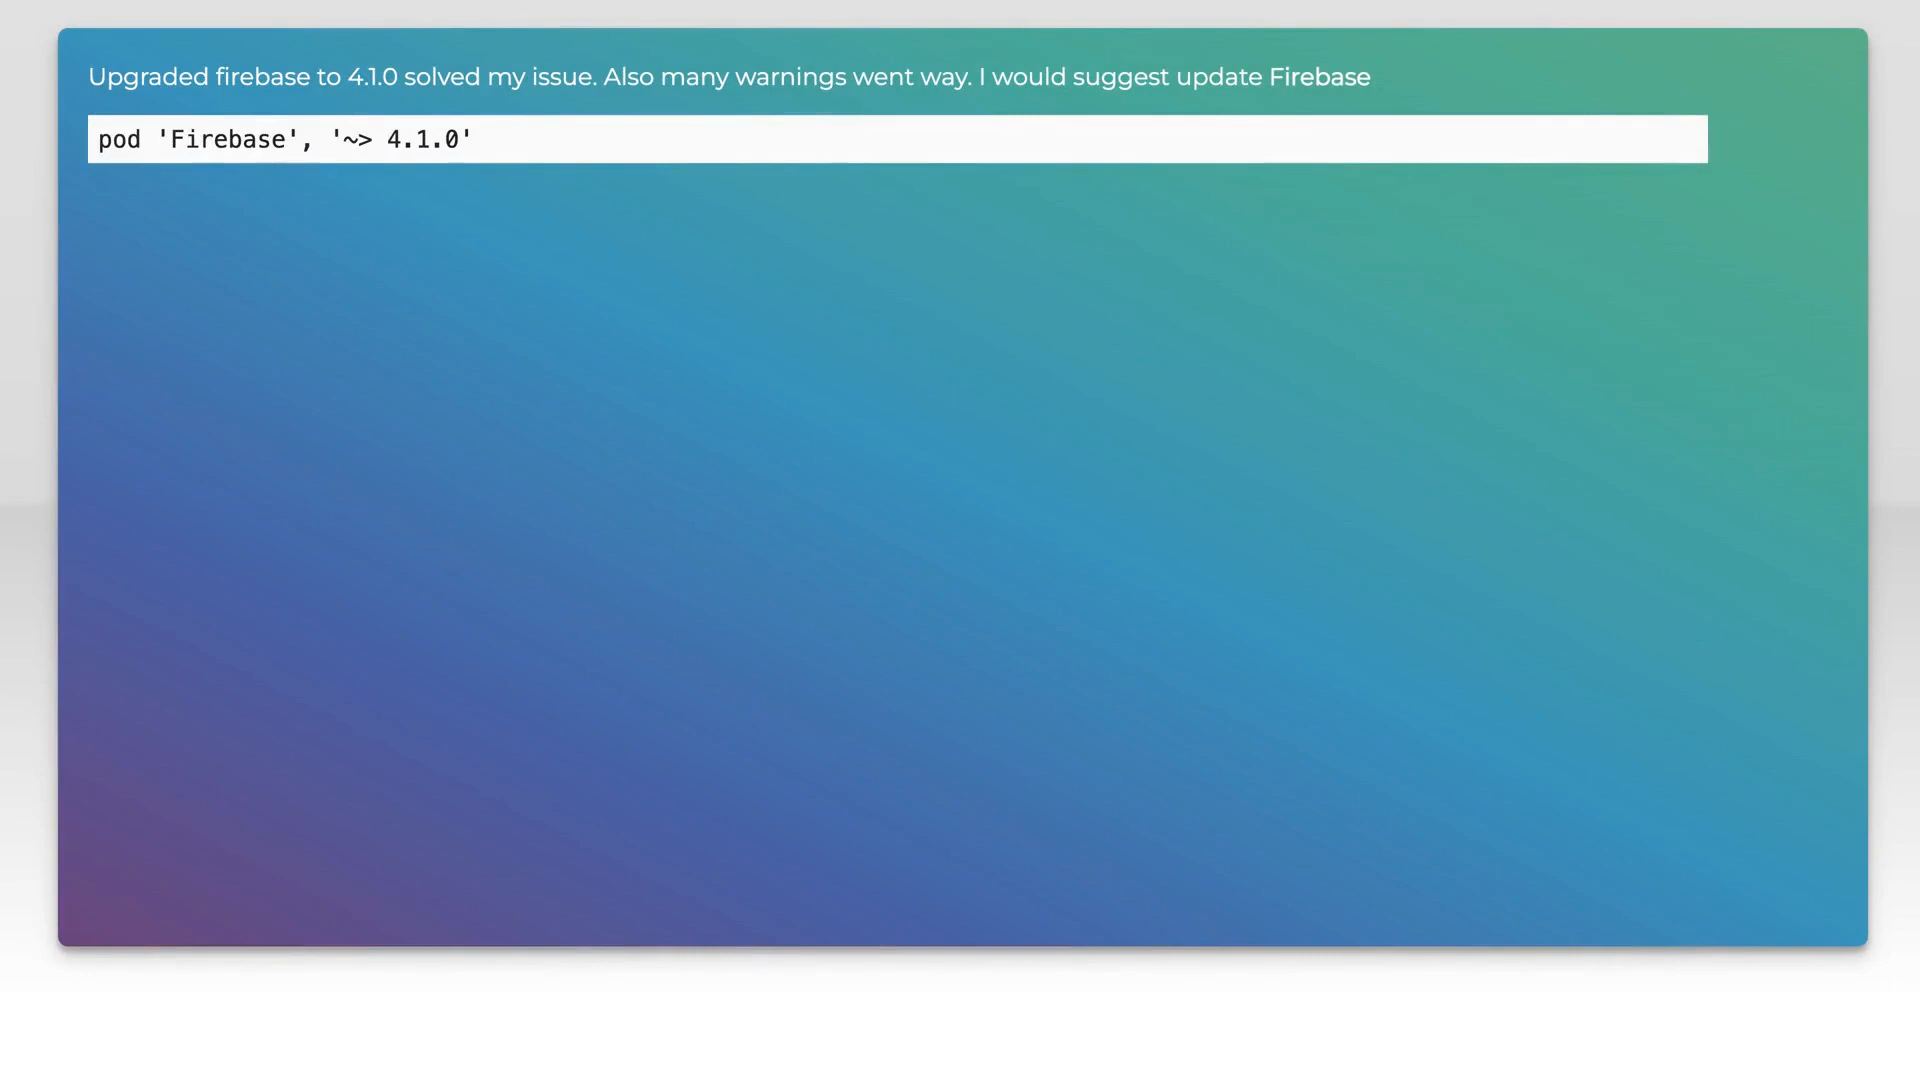 Upgraded firebase to 4.1.0 solved my issue. Also many warnings went way. I would suggest update Firebase
pod 'Firebase', '~> 4.1.0'